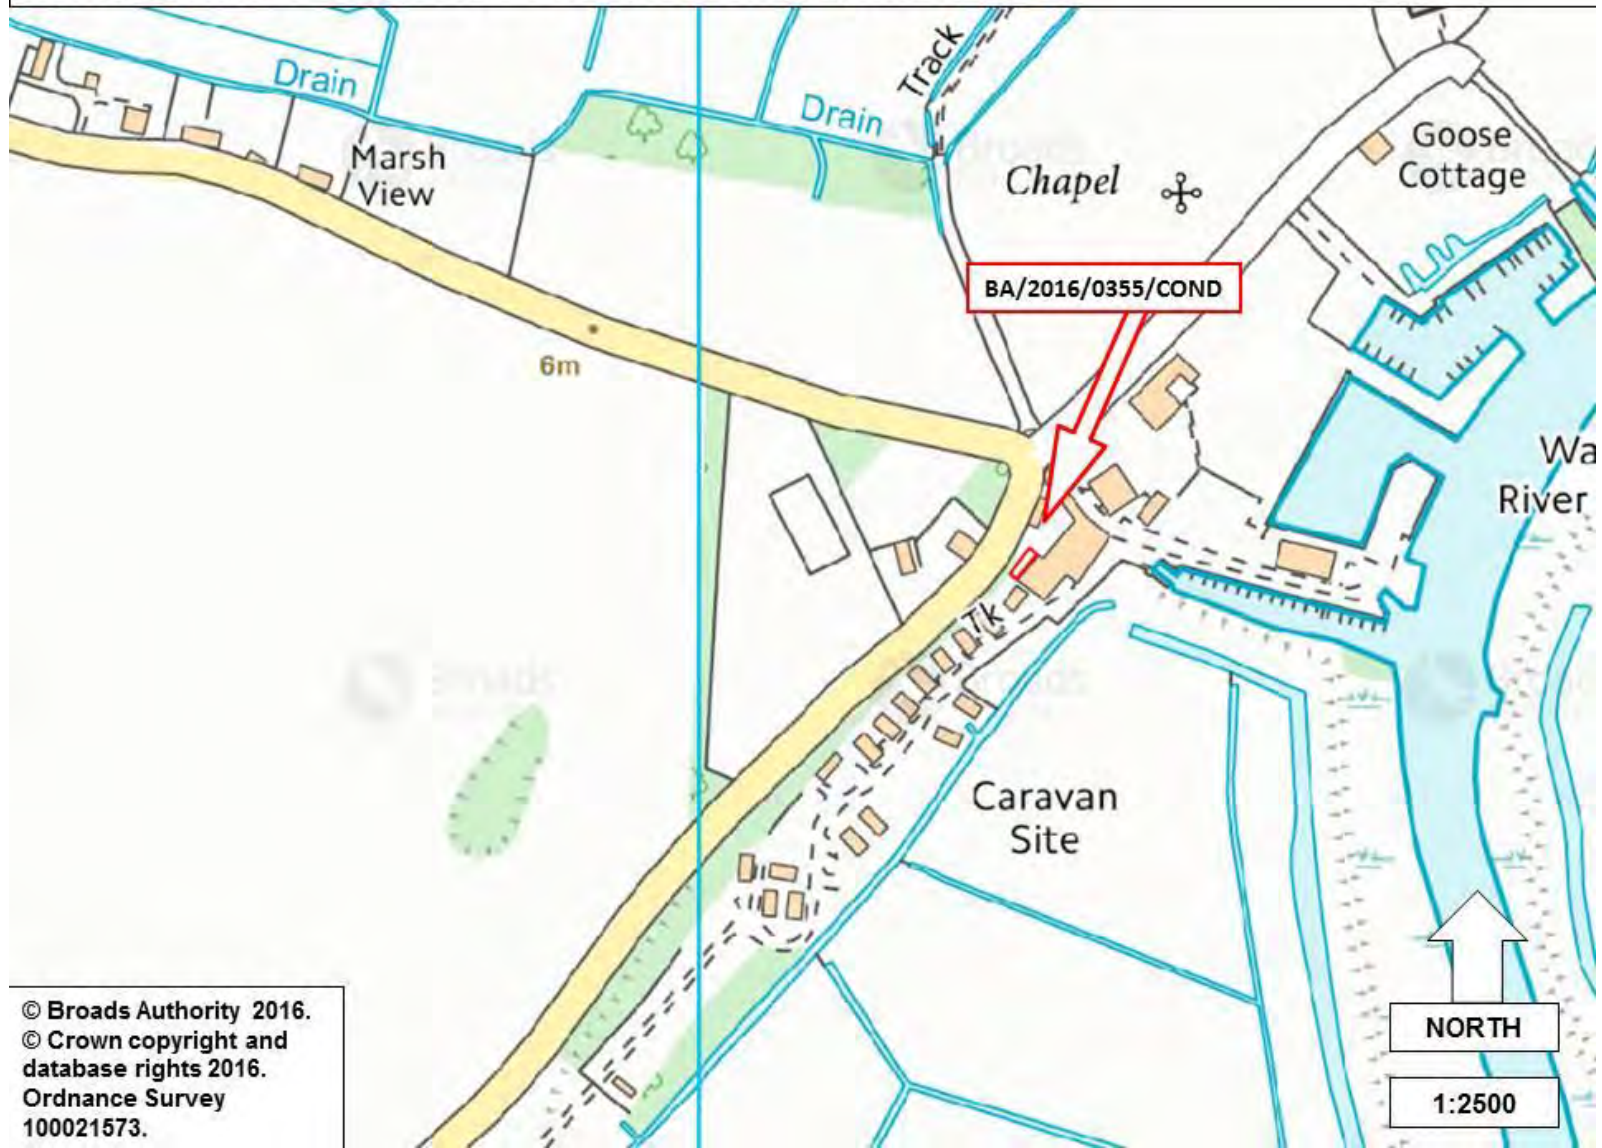 Drain
Track
Drain
Marsh
View
Chapel
Goose
Cottage
BA/2016/0355/COND
6m
Wa
River
Tk
Caravan
Site
© Broads Authority 2016.
© Crown copyright and
database rights 2016.
Ordnance Survey
100021573.
NORTH
1:2500